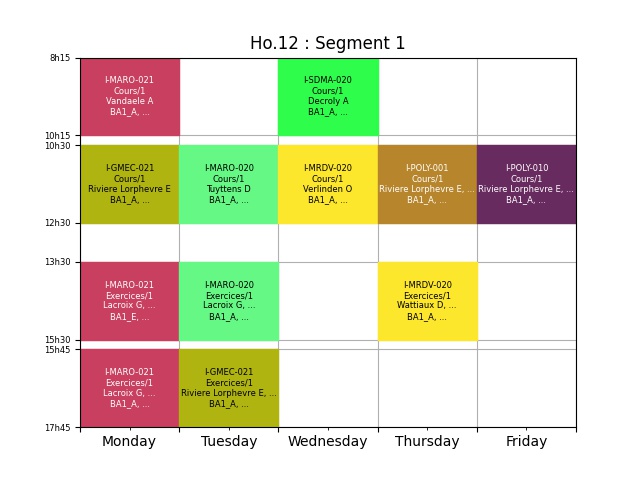 Ho.12 : Segment 1
8h15
I-MARO-021
Cours/1
Vandaele A
BA1_A, ...
I-SDMA-020
Cours/1
Decroly A
BA1_A, ...
10h15
10h30
I-GMEC-021
Cours/1
Riviere Lorphevre E
BA1_A, ...
I-MARO-020
Cours/1
Tuyttens D
BA1_A, ...
I-MRDV-020
Cours/1
Verlinden O
BA1_A, ...
I-POLY-001
Cours/1
Riviere Lorphevre E, ...
BA1_A, ...
I-POLY-010
Cours/1
Riviere Lorphevre E, ...
BA1_A, ...
12h30
13h30
I-MARO-021
Exercices/1
Lacroix G, ...
BA1_E, ...
I-MARO-020
Exercices/1
Lacroix G, ...
BA1_A, ...
I-MRDV-020
Exercices/1
Wattiaux D, ...
BA1_A, ...
15h30
15h45
I-MARO-021
Exercices/1
Lacroix G, ...
BA1_A, ...
I-GMEC-021
Exercices/1
Riviere Lorphevre E, ...
BA1_A, ...
17h45
Monday
Tuesday
Wednesday
Thursday
Friday